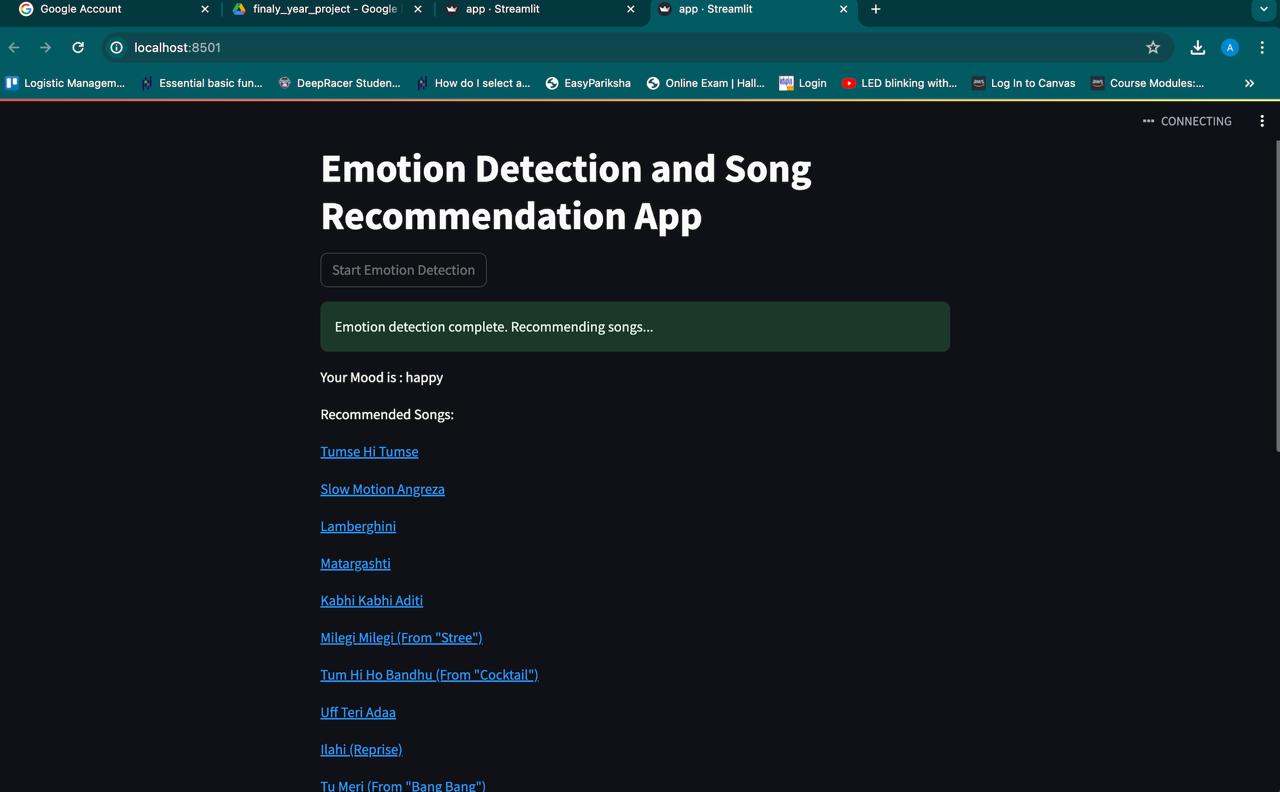 Google Account
finaly_year_project - Google
app · Streamlit
app · Streamlit
localhost:8501
A
Logistic Managem...
Essential basic fun...
DeepRacer Studen...
How do I select a...
EasyPariksha
Online Exam | Hall...
Login
LED blinking with...
Log In to Canvas
Course Modules:...
CONNECTING
Emotion Detection and Song
Recommendation App
Start Emotion Detection
Emotion detection complete. Recommending songs...
Your Mood is : happy
Recommended Songs:
Tumse Hi Tumse
Slow Motion Angreza
Lamberghini
Matargashti
Kabhi Kabhi Aditi
Milegi Milegi (From "Stree")
Tum Hi Ho Bandhu (From "Cocktail")
Uff Teri Adaa
Ilahi (Reprise)
Tu Meri (From "Bang Bang")